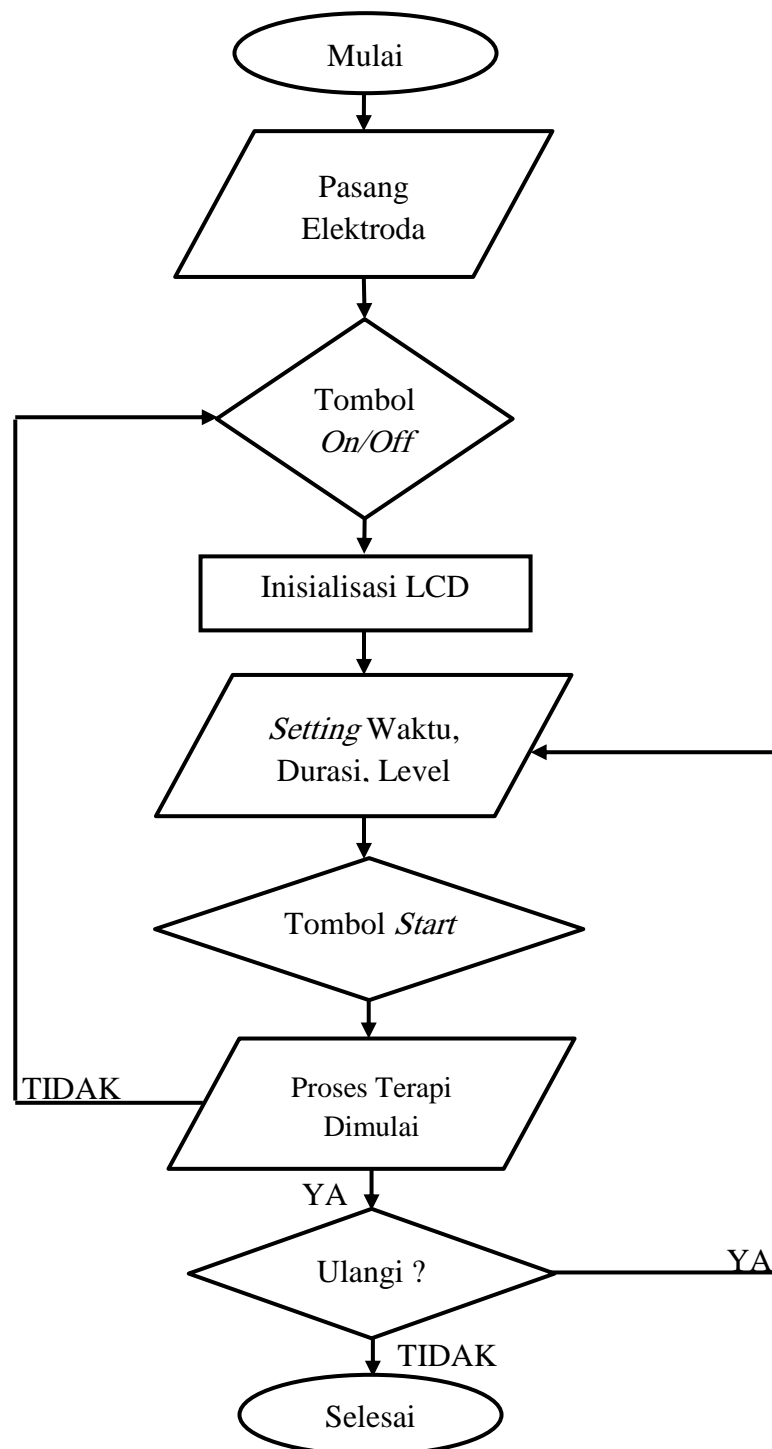 Mulai
Pasang
Elektroda
Tombol
On/Off
Inisialisasi LCD
Setting Waktu,
Durasi, Level
Tombol Start
Proses Terapi
Dimulai
TIDAK
YA
Ulangi ?
YA
TIDAK
Selesai